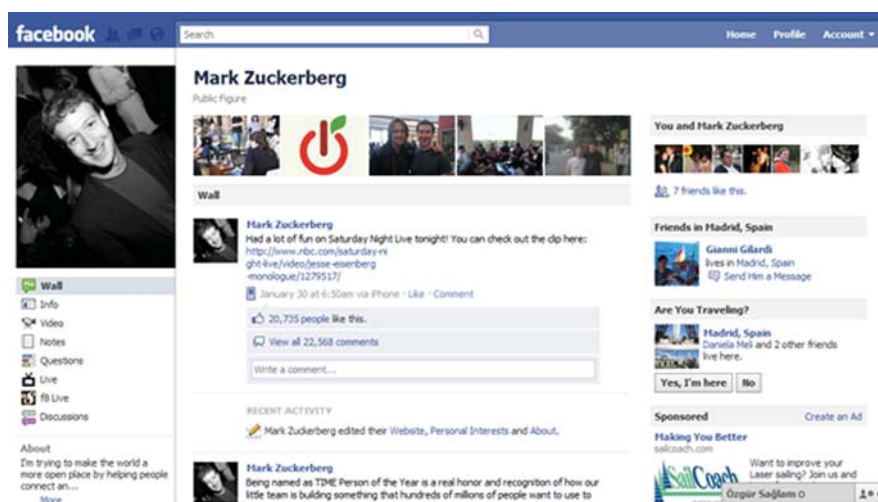 facebook
Search
Home Profile Account
Mark Zuckerberg
Public Figure
Wall
Mark Zuckerberg
Had a lot of fun on Saturday Night Live tonight! You can check out the clip here:
http://www.nbc.com/saturday-ni
ght-live/video/jesse-eisenberg
-monologue/1279517/
January 30 at 6:50am via iPhone · Like · Comment
20,735 people like this.
View all 22,568 comments
Write a comment...
RECENT ACTIVITY
Mark Zuckerberg edited their Website, Personal Interests and About.
Mark Zuckerberg
Being named as TIME Person of the Year is a real honor and recognition of how our
little team is building something that hundreds of millions of people want to use to
Wall
Info
Video
Notes
Questions
Live
f8 Live
Discussions
About
I'm trying to make the world a
more open place by helping people
connect an...
More
You and Mark Zuckerberg
7 friends like this.
Friends in Madrid, Spain
Gianni Gilardi
lives in Madrid, Spain
Send Him a Message
Are You Traveling?
Madrid, Spain
Daniela Meli and 2 other friends
live here.
Yes, I'm here No
Sponsored Create an Ad
Making You Better
sailcoach.com
SailCoach
Want to improve your
Laser sailing? Join us and
Özgür Sağlam